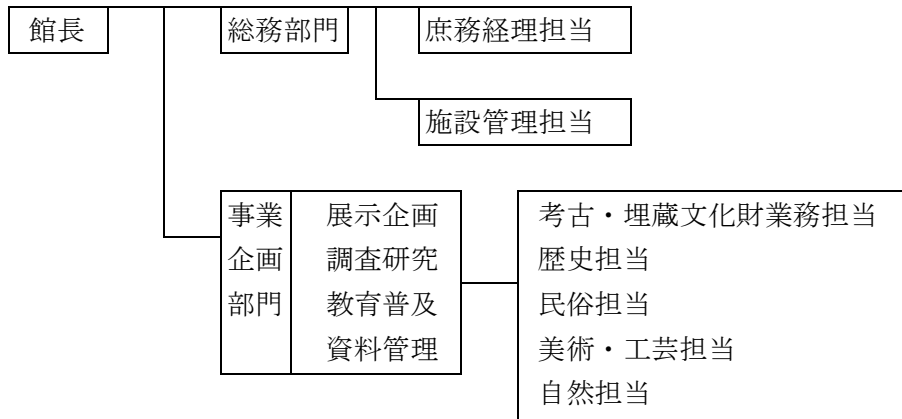 館長
総務部門
庶務経理担当
施設管理担当
事業
企画
部門
展示企画
調査研究
教育普及
資料管理
考古・埋蔵文化財業務担当
歴史担当
民俗担当
美術・工芸担当
自然担当